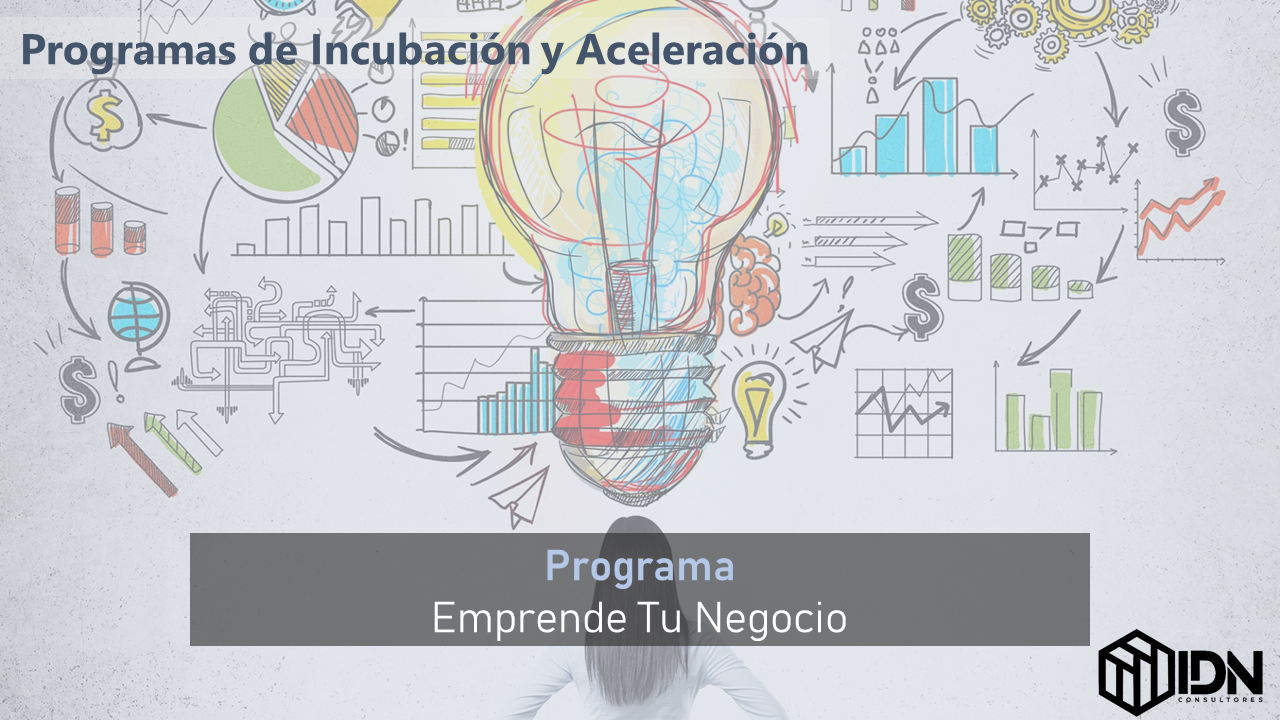 Programas de Incubación y Aceleración
Programa
Emprende Tu Negocio
IDN
CONSULTORES